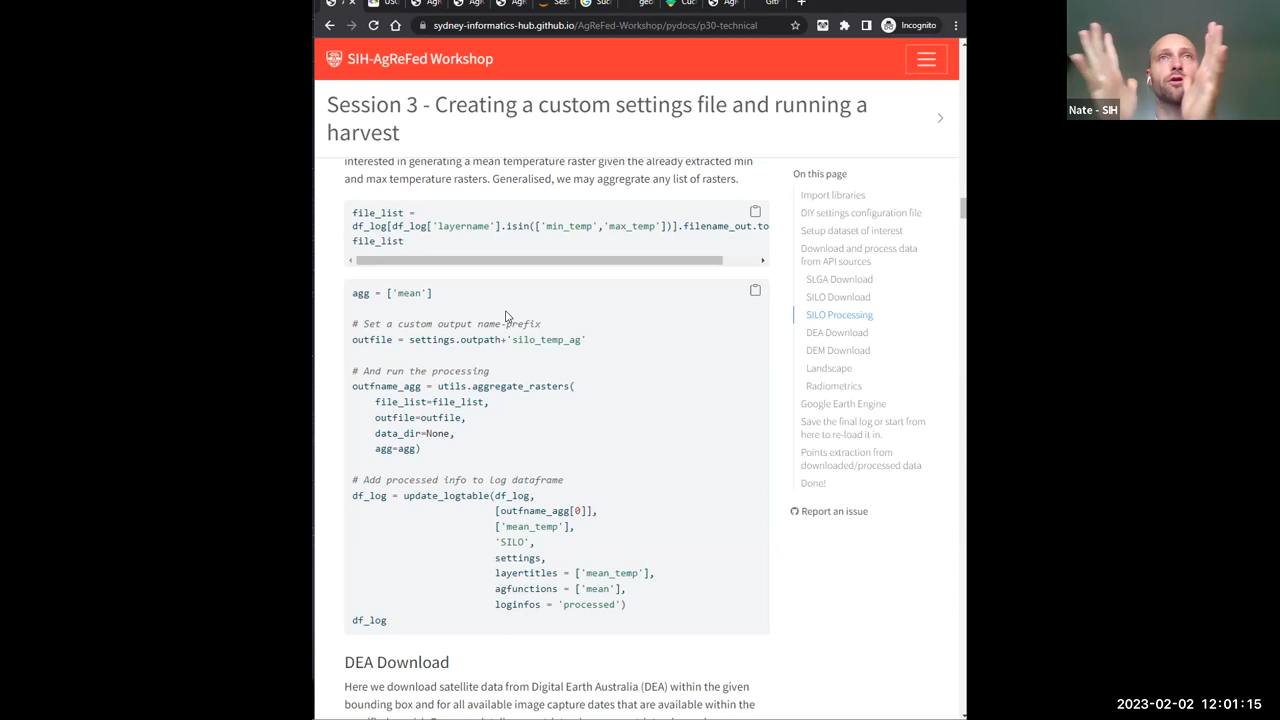 sydney-informatics-hub.github.io/AgReFed-Workshop/pydocs/p30-technical
Incognito
SIH-AgReFed Workshop
Session 3 - Creating a custom settings file and running a
harvest
interested in generating a mean temperature raster given the already extracted min
and max temperature rasters. Generalised, we may aggregate any list of rasters.
file_list =
df_log[df_log['layername'].isin(['min_temp','max_temp'])].filename_out.to
file_list
agg = ['mean']
# Set a custom output name-prefix
outfile = settings.outpath+'silo_temp_ag'
# And run the processing
outfname_agg = utils.aggregate_rasters(
file_list=file_list,
outfile=outfile,
data_dir=None,
agg=agg)
# Add processed info to log dataframe
df_log = update_logtable(df_log,
[outfname_agg[0]],
['mean_temp'],
'SILO',
settings,
layertitles = ['mean_temp'],
agfunctions = ['mean'],
loginfos = 'processed')
df_log
DEA Download
Here we download satellite data from Digital Earth Australia (DEA) within the given
bounding box and for all available image capture dates that are available within the
On this page
Import libraries
DIY settings configuration file
Setup dataset of interest
Download and process data
from API sources
SLGA Download
SILO Download
SILO Processing
DEA Download
DEM Download
Landscape
Radiometrics
Google Earth Engine
Save the final log or start from
here to re-load it in.
Points extraction from
downloaded/processed data
Done!
Report an issue
Nate - SIH
2023-02-02 12:01:15